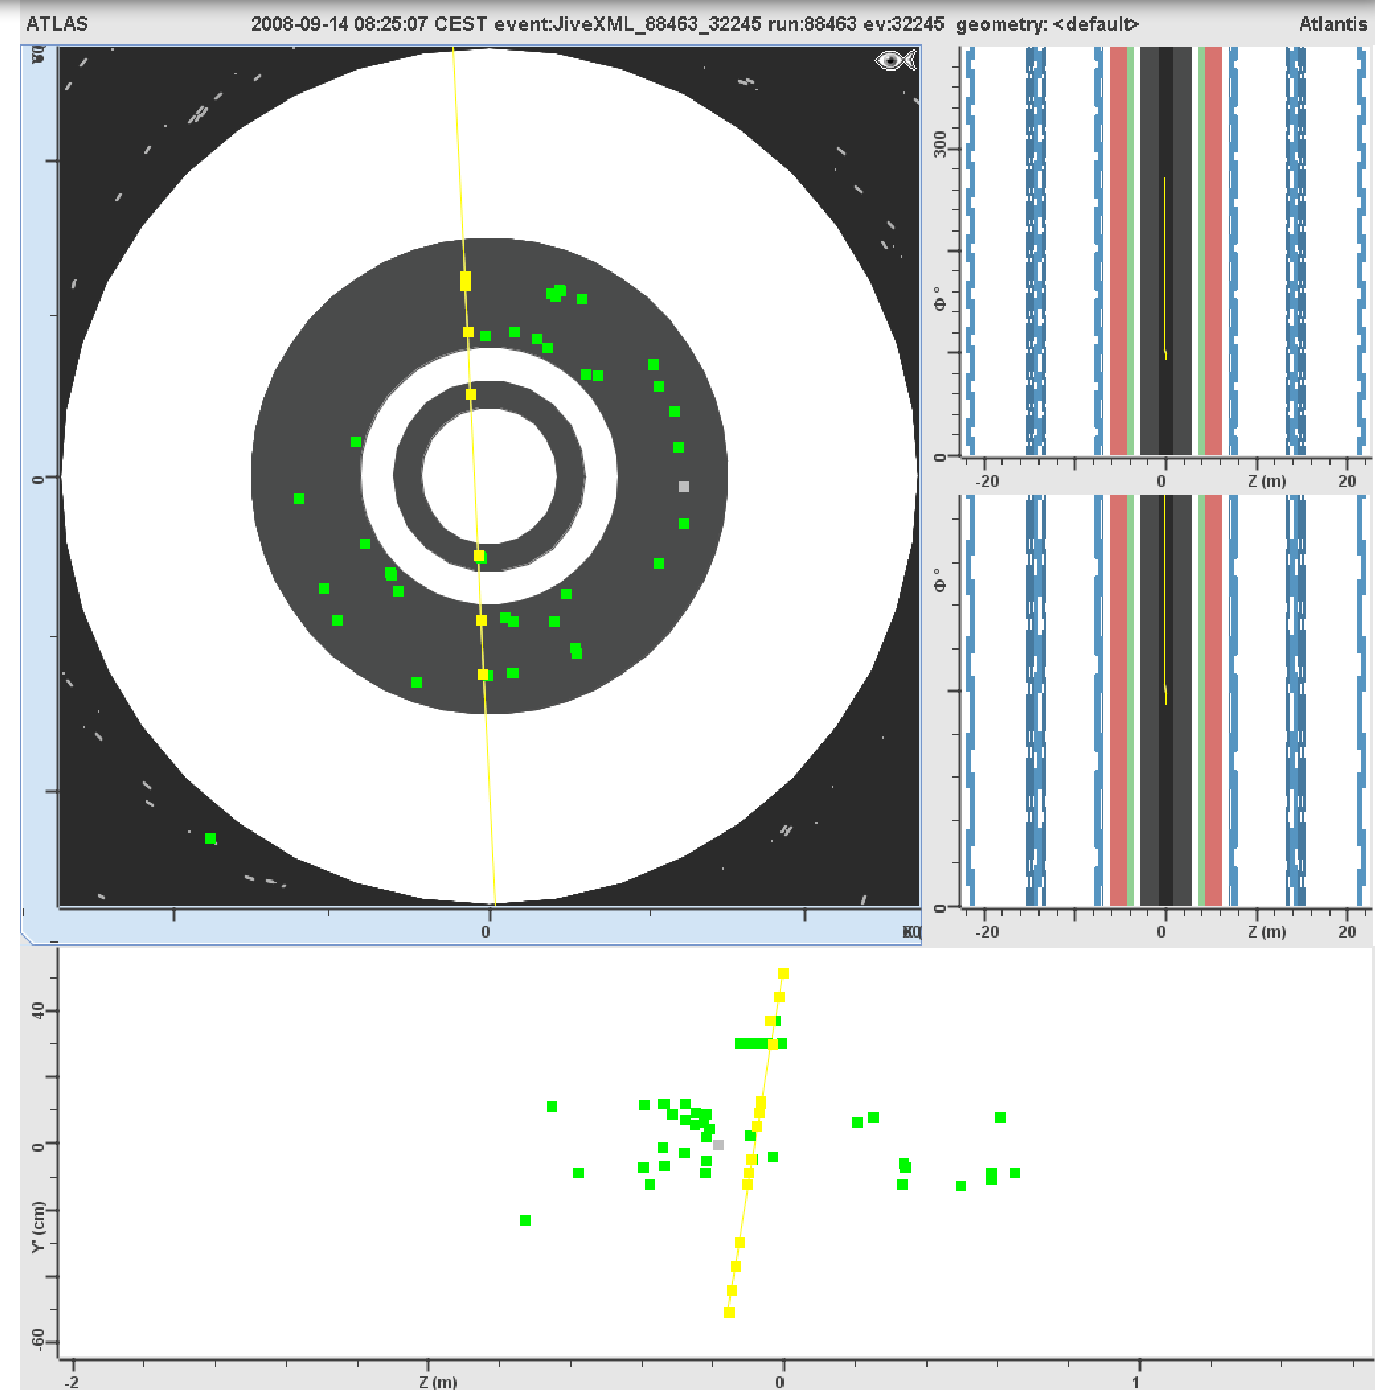 ATLAS 2008-09-14 08:25:07 CEST event:JiveXML_88463_32245 run:88463 ev:32245 geometry: <default> Atlantis
0
0
300
Φ °
0
-20 0 Z (m) 20
Φ °
0
-20 0 Z (m) 20
40
0
Y' (cm)
-60
-2 Z (m) 0 1